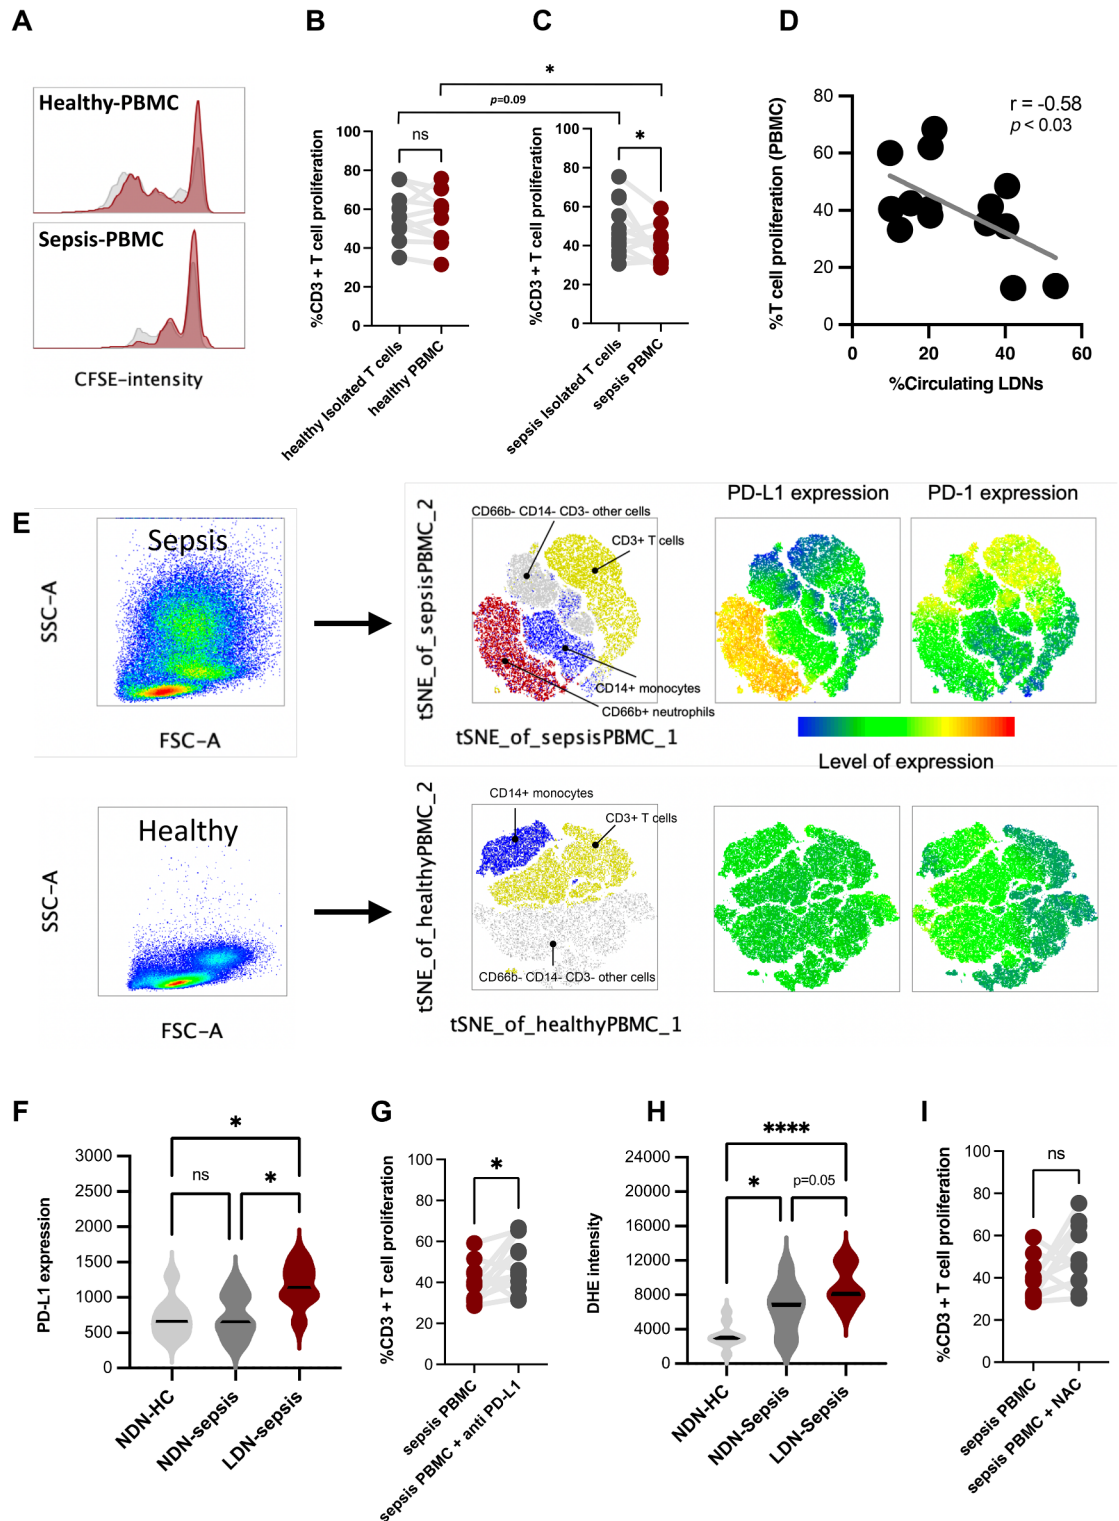 A
B
C
D
Healthy-PBMC
Sepsis-PBMC
CFSE-intensity
%CD3 + T cell proliferation
100
80
60
40
20
0
ns
healthy Isolated T cells
healthy PBMC
*
p=0.09
%CD3 + T cell proliferation
100
80
60
40
20
0
*
sepsis Isolated T cells
sepsis PBMC
%T cell proliferation (PBMC)
80
60
40
20
0
r = -0.58
p < 0.03
0
20
40
60
%Circulating LDNs
E
Sepsis
SSC-A
FSC-A
tSNE_of_sepsisPBMC_2
CD66b- CD14- CD3- other cells
CD3+ T cells
CD14+ monocytes
CD66b+ neutrophils
tSNE_of_sepsisPBMC_1
PD-L1 expression
PD-1 expression
Level of expression
Healthy
SSC-A
FSC-A
tSNE_of_healthyPBMC_2
CD14+ monocytes
CD3+ T cells
CD66b- CD14- CD3- other cells
tSNE_of_healthyPBMC_1
F
G
H
I
PD-L1 expression
3000
2500
2000
1500
1000
500
0
*
ns
*
NDN-HC
NDN-sepsis
LDN-sepsis
%CD3 + T cell proliferation
100
80
60
40
20
0
*
sepsis PBMC
sepsis PBMC + anti PD-L1
DHE intensity
24000
20000
16000
12000
8000
4000
0
****
*
p=0.05
NDN-HC
NDN-Sepsis
LDN-Sepsis
%CD3 + T cell proliferation
100
80
60
40
20
0
ns
sepsis PBMC
sepsis PBMC + NAC